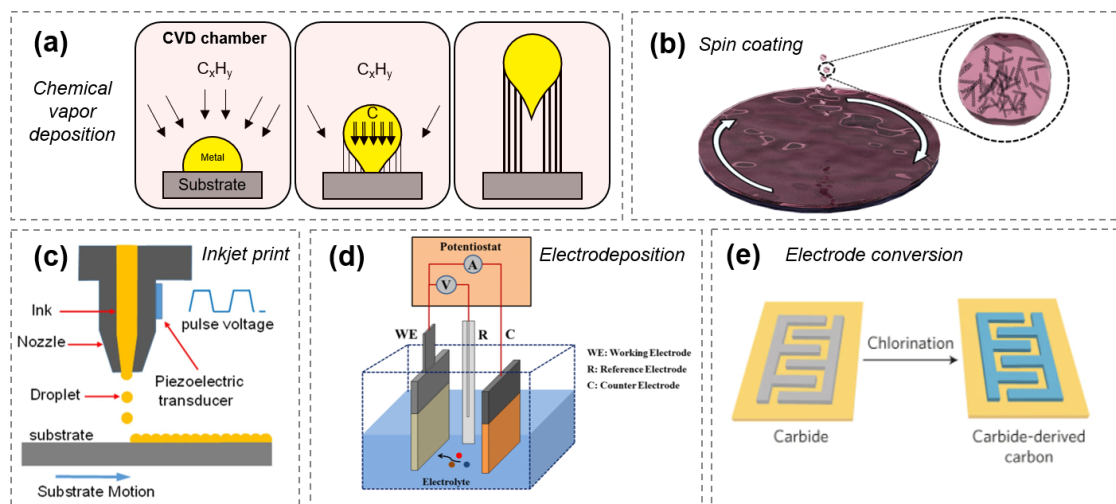 (a)
Chemical
vapor
deposition
CVD chamber
CxHy
Metal
Substrate
CxHy
C
(b)
Spin coating
(c)
Inkjet print
Ink
Nozzle
pulse voltage
Piezoelectric
transducer
Droplet
substrate
Substrate Motion
(d)
Electrodeposition
Potentiostat
A
V
WE
R
C
WE: Working Electrode
R: Reference Electrode
C: Counter Electrode
Electrolyte
(e)
Electrode conversion
Chlorination
Carbide
Carbide-derived
carbon